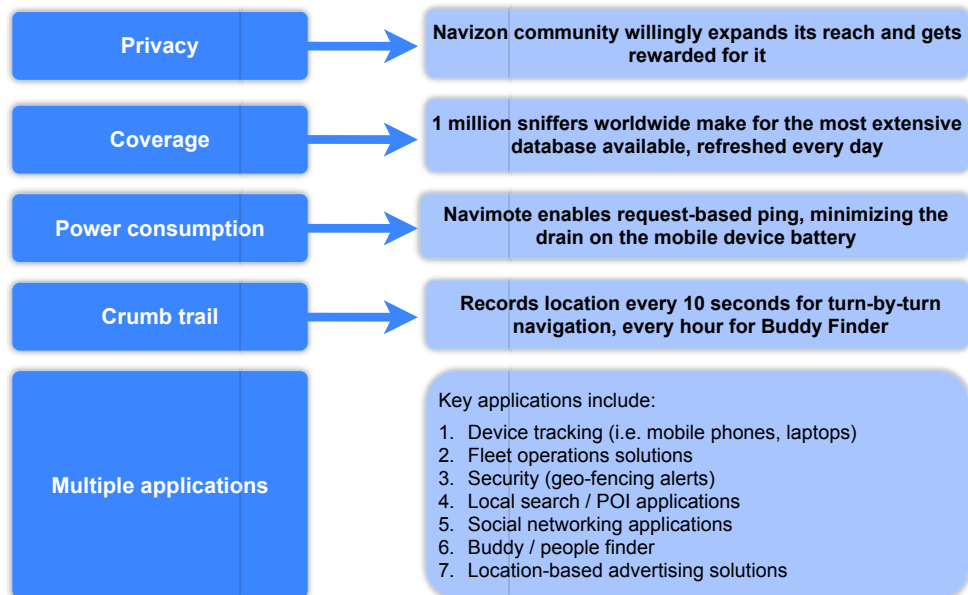 Privacy
Navizon community willingly expands its reach and gets
rewarded for it
Coverage
1 million sniffers worldwide make for the most extensive
database available, refreshed every day
Power consumption
Navimote enables request-based ping, minimizing the
drain on the mobile device battery
Crumb trail
Records location every 10 seconds for turn-by-turn
navigation, every hour for Buddy Finder
Multiple applications
Key applications include:
1. Device tracking (i.e. mobile phones, laptops)
2. Fleet operations solutions
3. Security (geo-fencing alerts)
4. Local search / POI applications
5. Social networking applications
6. Buddy / people finder
7. Location-based advertising solutions